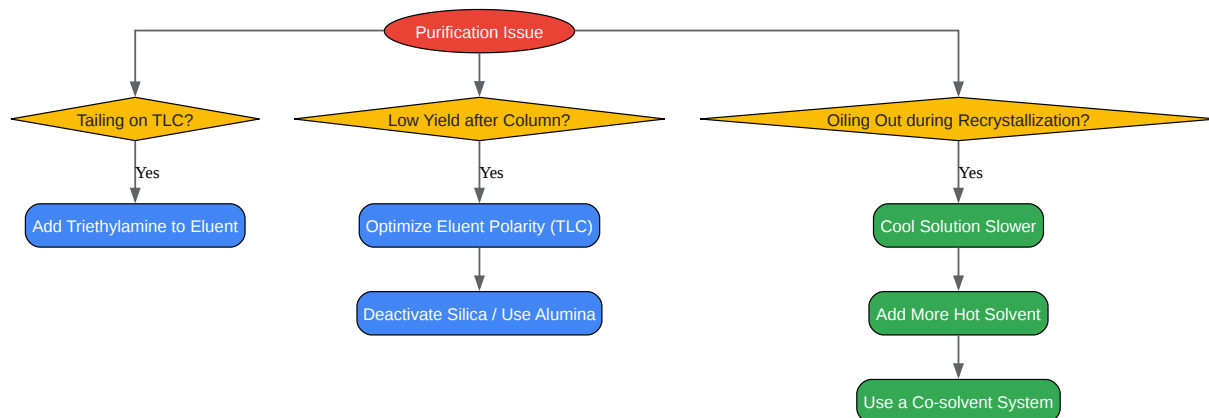 Purification Issue
Tailing on TLC?
Low Yield after Column?
Oiling Out during Recrystallization?
Yes
Yes
Yes
Add Triethylamine to Eluent
Optimize Eluent Polarity (TLC)
Cool Solution Slower
Deactivate Silica / Use Alumina
Add More Hot Solvent
Use a Co-solvent System